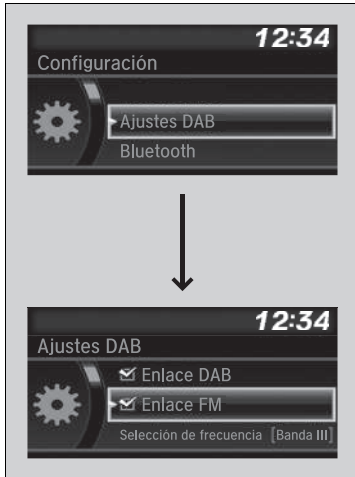 12:34
Configuración
Ajustes DAB
Bluetooth
12:34
Ajustes DAB
Enlace DAB
Enlace FM
Selección de frecuencia [Banda III]